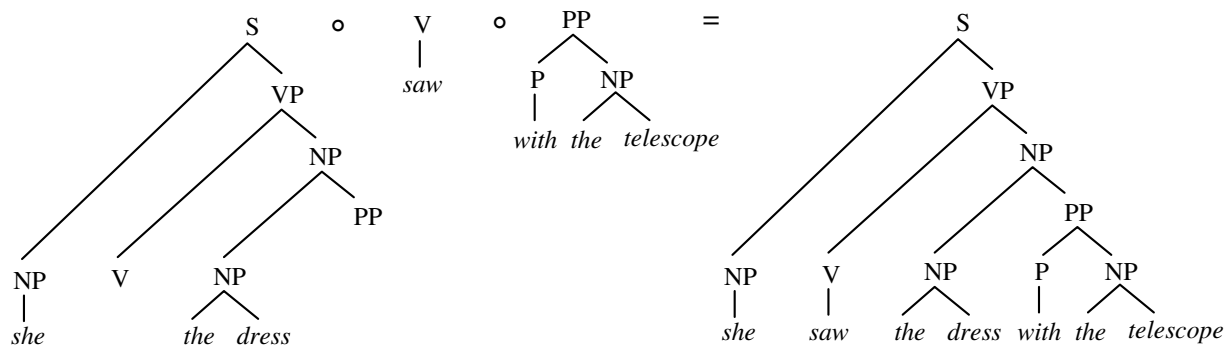 S ∘ V ∘ PP = S
saw P NP
VP VP
with the telescope
NP NP
PP PP
NP V NP NP V NP P NP
she the dress she saw the dress with the telescope